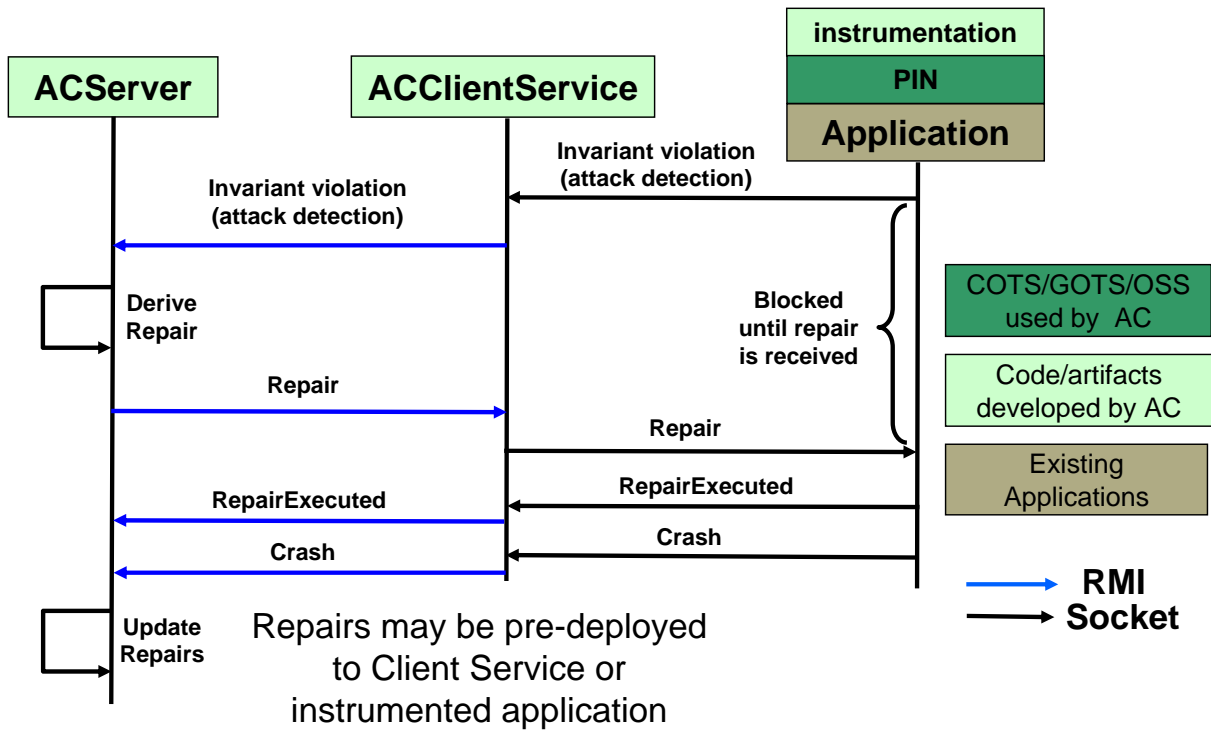 instrumentation
PIN
Application
ACServer
ACClientService
Invariant violation
(attack detection)
Invariant violation
(attack detection)
Derive
Repair
Blocked
until repair
is received
COTS/GOTS/OSS
used by AC
Code/artifacts
developed by AC
Existing
Applications
Repair
Repair
RepairExecuted
RepairExecuted
Crash
Crash
RMI
Socket
Update
Repairs
Repairs may be pre-deployed
to Client Service or
instrumented application